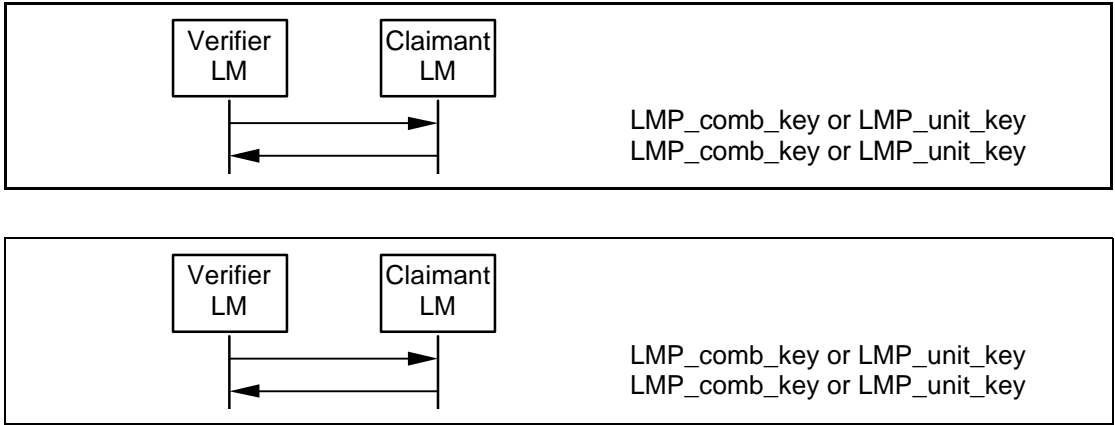 Verifier
LM
Claimant
LM
LMP_comb_key or LMP_unit_key
LMP_comb_key or LMP_unit_key
Verifier
LM
Claimant
LM
LMP_comb_key or LMP_unit_key
LMP_comb_key or LMP_unit_key